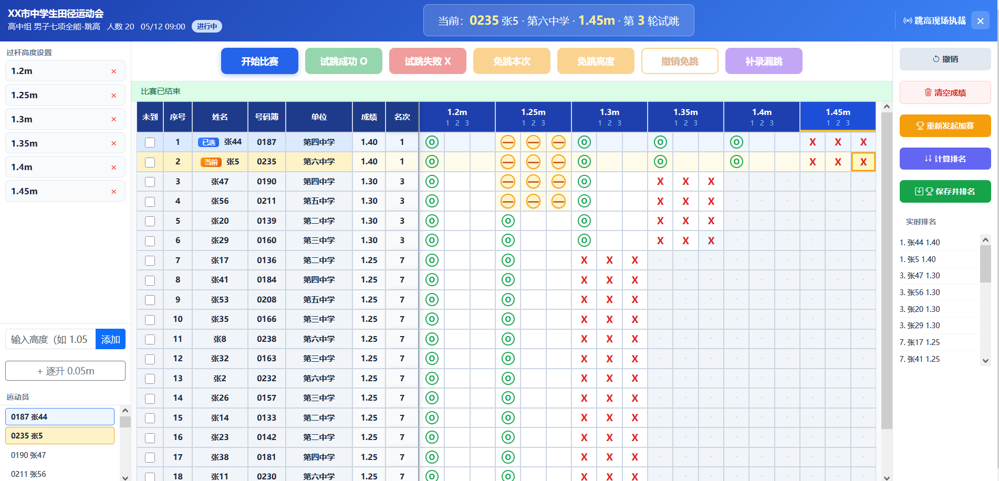 XX市中学生田径运动会
高中组 男子七项全能-跳高 人数 20 05/12 09:00 进行中
当前: 0235 张5 · 第六中学 · 1.45m · 第 3 轮试跳
跳高现场执裁 ×
过杆高度设置
1.2m ×
1.25m ×
1.3m ×
1.35m ×
1.4m ×
1.45m ×
输入高度（如 1.05 添加
+ 逐升 0.05m
运动员
0187 张44
0235 张5
0190 张47
0211 张56
开始比赛 试跳成功 O 试跳失败 X 免跳本次 免跳高度 撤销免跳 补录漏跳
比赛已结束
未到 序号 姓名 号码簿 单位 成绩 名次 1.2m 1.25m 1.3m 1.35m 1.4m 1.45m
1 2 3 1 2 3 1 2 3 1 2 3 1 2 3 1 2 3
1 已选 张44 0187 第四中学 1.40 1 O — — — O O O X X X
2 当前 张5 0235 第六中学 1.40 1 O — — — O O O X X X
3 张47 0190 第四中学 1.30 3 O — — — O X X X · · · · · ·
4 张56 0211 第五中学 1.30 3 O — — — O X X X · · · · · ·
5 张20 0139 第二中学 1.30 3 O O O X X X · · · · · ·
6 张29 0160 第三中学 1.30 3 O O O X X X · · · · · ·
7 张17 0136 第二中学 1.25 7 O O X X X · · · · · · · · ·
8 张41 0184 第四中学 1.25 7 O O X X X · · · · · · · · ·
9 张53 0208 第五中学 1.25 7 O O X X X · · · · · · · · ·
10 张35 0166 第三中学 1.25 7 O O X X X · · · · · · · · ·
11 张8 0238 第六中学 1.25 7 O O X X X · · · · · · · · ·
12 张32 0163 第三中学 1.25 7 O O X X X · · · · · · · · ·
13 张2 0232 第六中学 1.25 7 O O X X X · · · · · · · · ·
14 张26 0157 第三中学 1.25 7 O O X X X · · · · · · · · ·
15 张14 0133 第二中学 1.25 7 O O X X X · · · · · · · · ·
16 张23 0142 第二中学 1.25 7 O O X X X · · · · · · · · ·
17 张38 0181 第四中学 1.25 7 O O X X X · · · · · · · · ·
18 张11 0230 第六中学 1.25 7 O O X X X · · · · · · · · ·
撤销
清空成绩
重新发起加赛
计算排名
保存并排名
实时排名
1. 张44 1.40
1. 张5 1.40
3. 张47 1.30
3. 张56 1.30
3. 张20 1.30
3. 张29 1.30
7. 张17 1.25
7. 张41 1.25